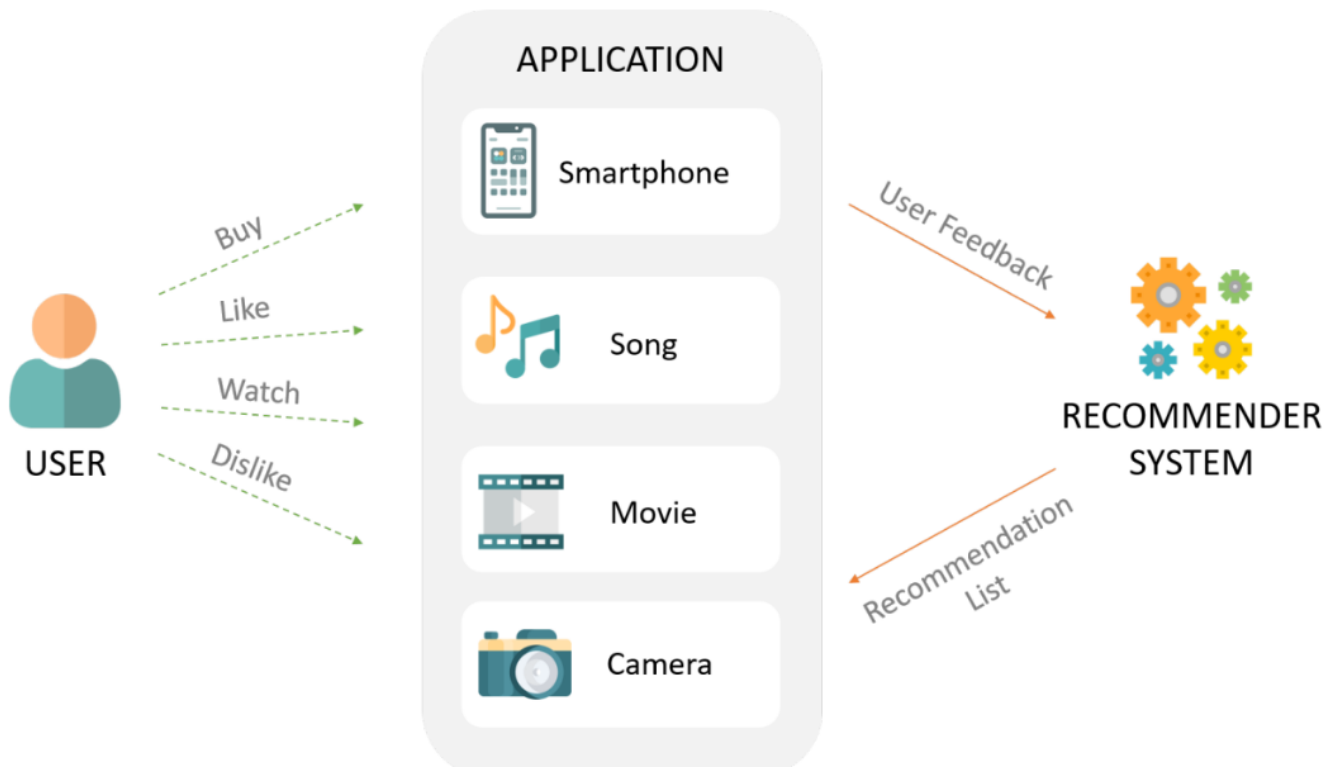 APPLICATION
Smartphone
Buy
User Feedback
Like
Song
Watch
USER
Dislike
RECOMMENDER
SYSTEM
Movie
Recommendation
List
Camera